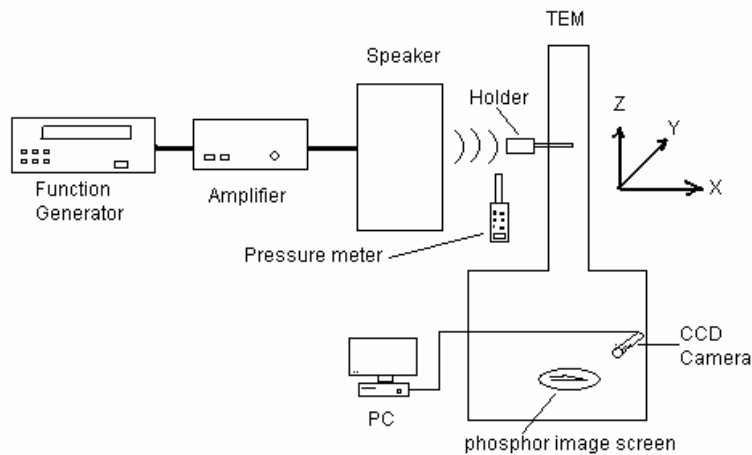 TEM
Speaker
Holder
Z
Y
X
Function
Generator
Amplifier
Pressure meter
CCD
Camera
PC
phosphor image screen